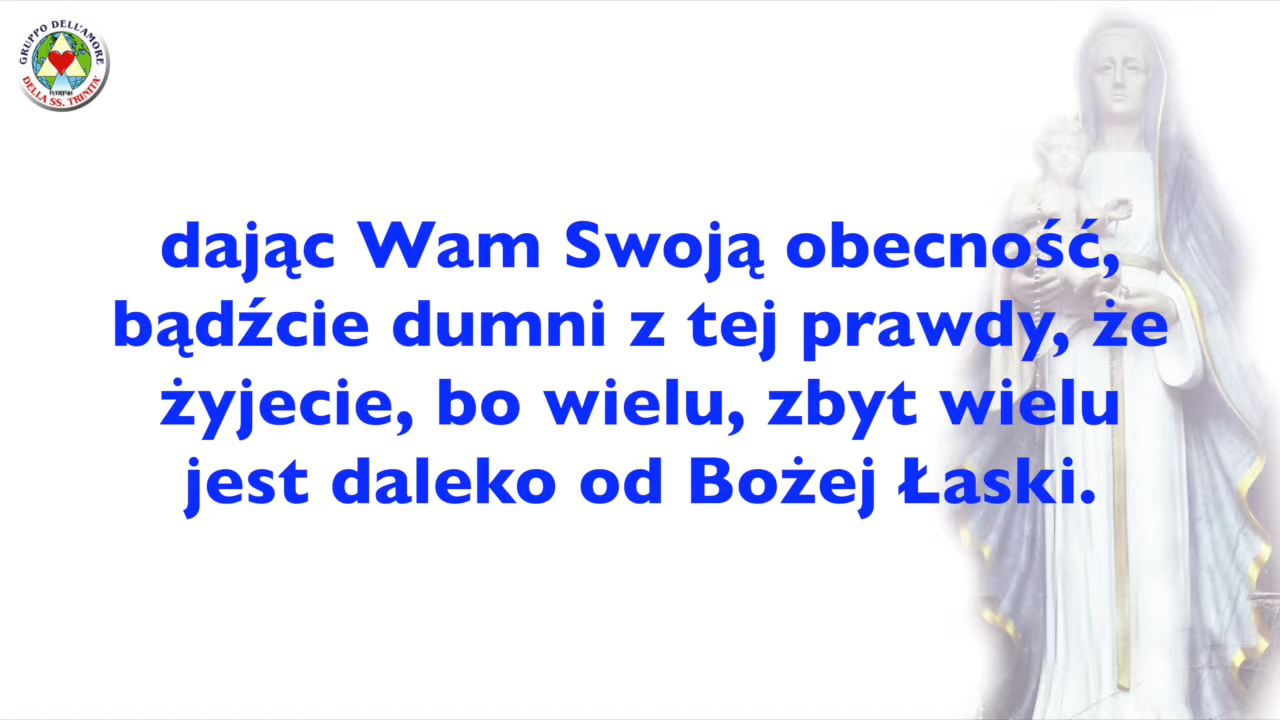 GRUPPO DELL'AMORE
DELLA SS. TRINITA'
dając Wam Swoją obecność,
bądźcie dumni z tej prawdy, że
żyjecie, bo wielu, zbyt wielu
jest daleko od Bożej Łaski.